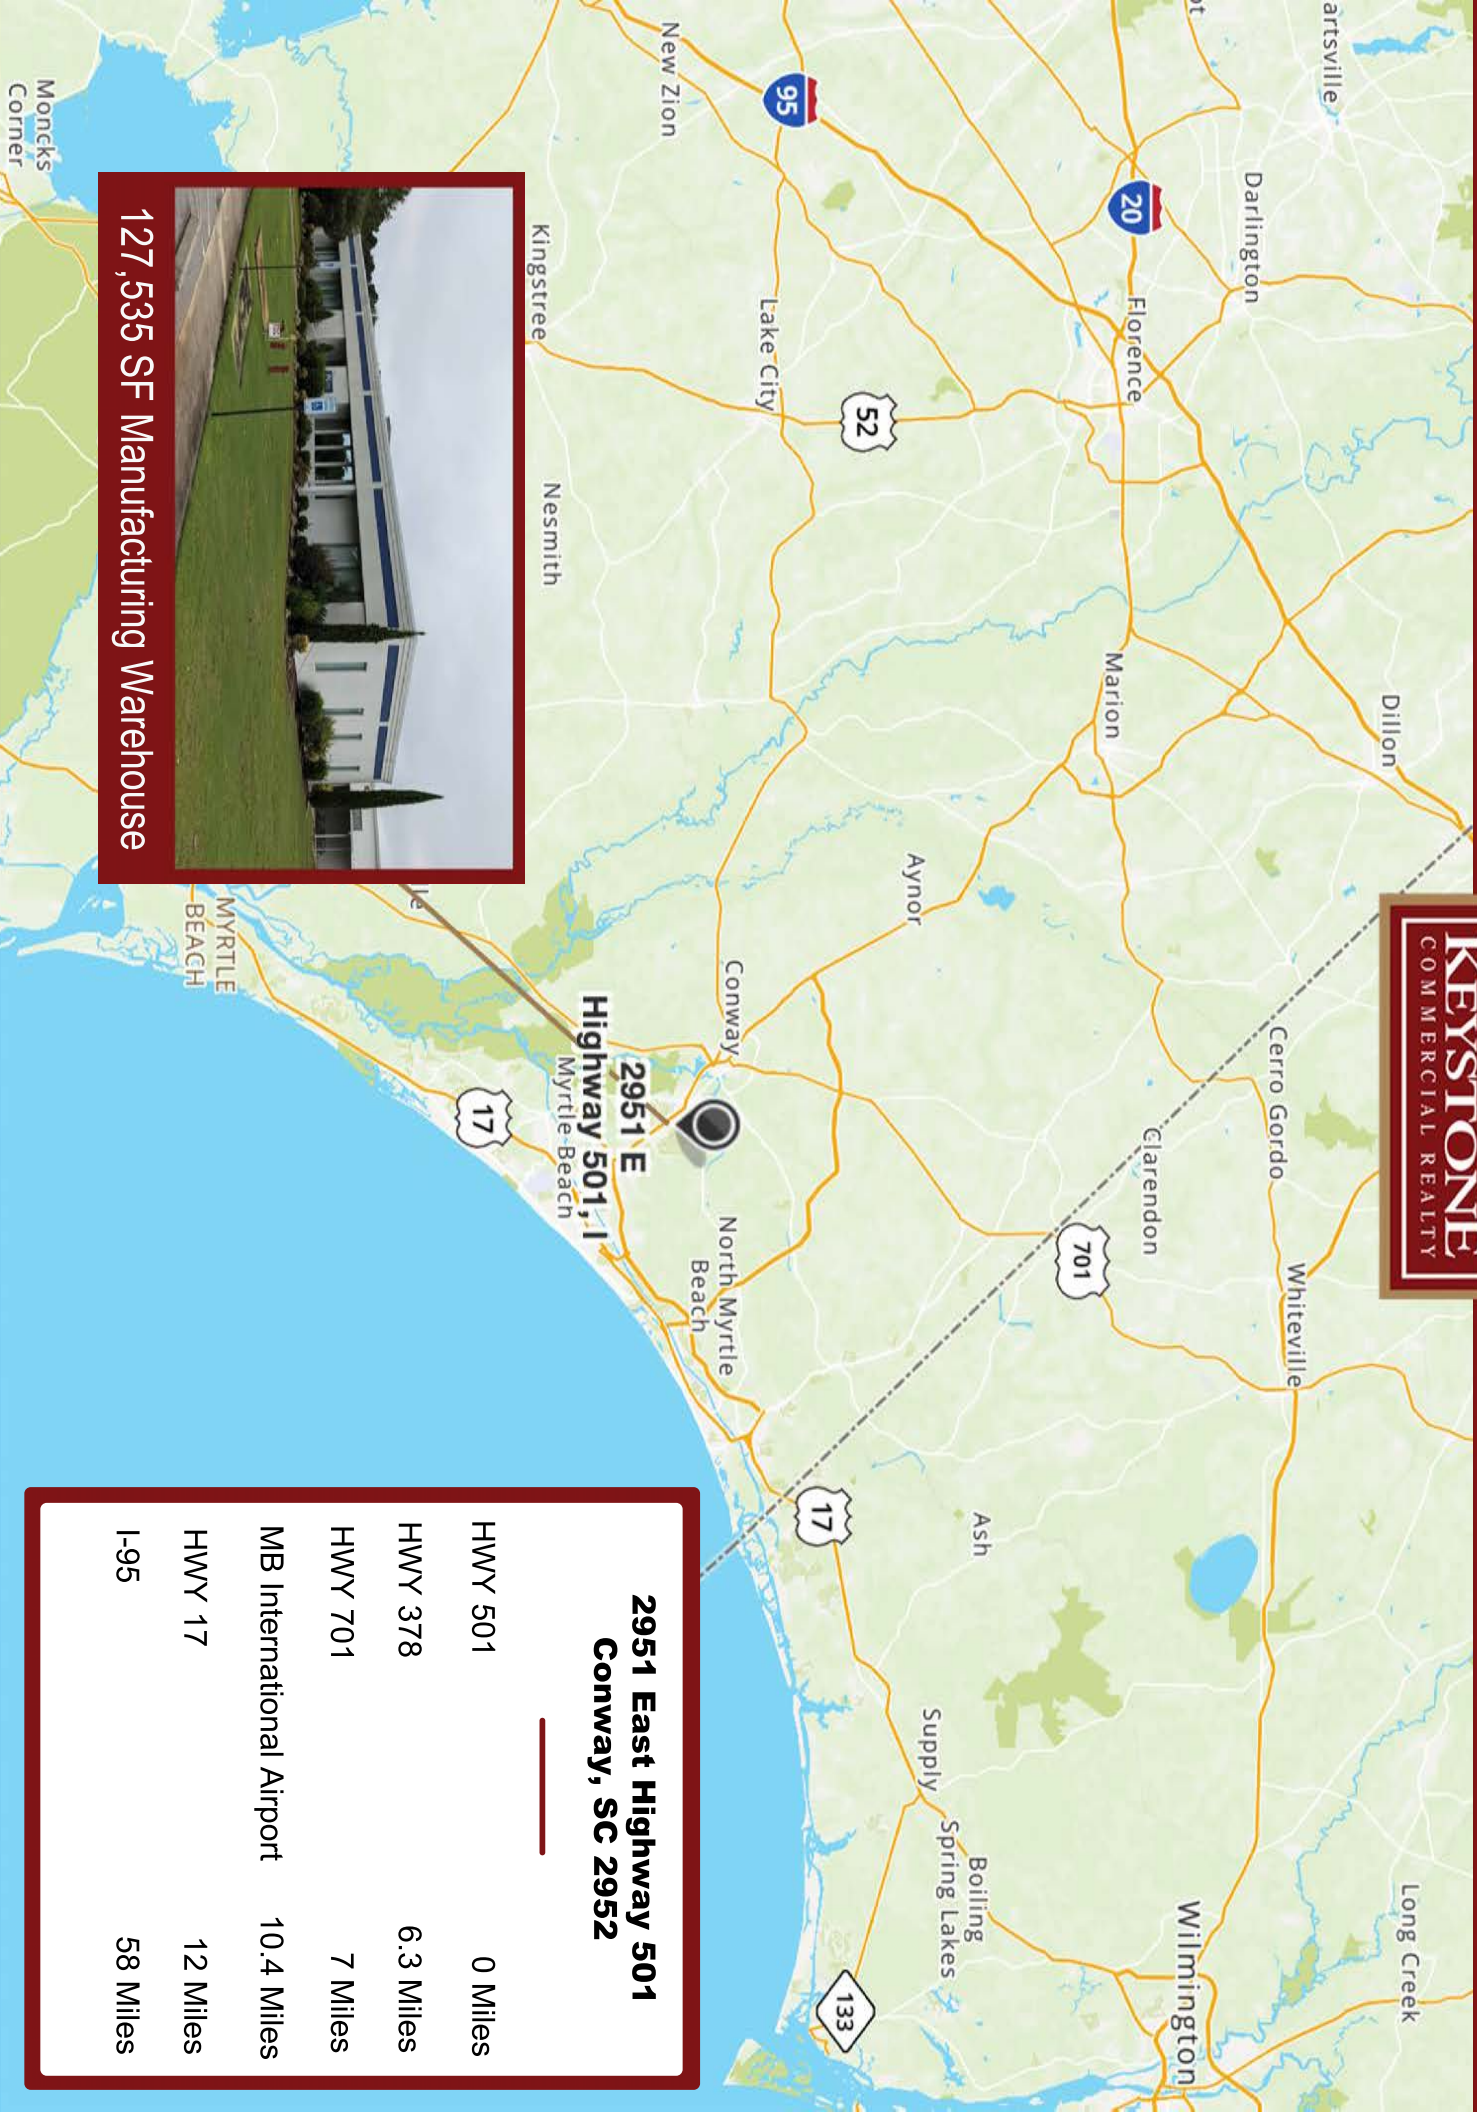 KEYSTONE
COMMERCIAL REALTY
artsville
Darlington
20
Florence
Dillon
Marion
95
New Zion
Lake City
52
Kingstree
Nesmith
Moncks
Corner
Aynor
Conway
Cerro Gordo
Clarendon
701
Whiteville
2951 E
Highway 501, I
Myrtle Beach
North Myrtle
Beach
17
17
MYRTLE
BEACH
le
Ash
Supply
Boiling
Spring Lakes
133
Wilmington
Long Creek
127,535 SF Manufacturing Warehouse
2951 East Highway 501
Conway, SC 2952
HWY 501 0 Miles
HWY 378 6.3 Miles
HWY 701 7 Miles
MB International Airport 10.4 Miles
HWY 17 12 Miles
I-95 58 Miles